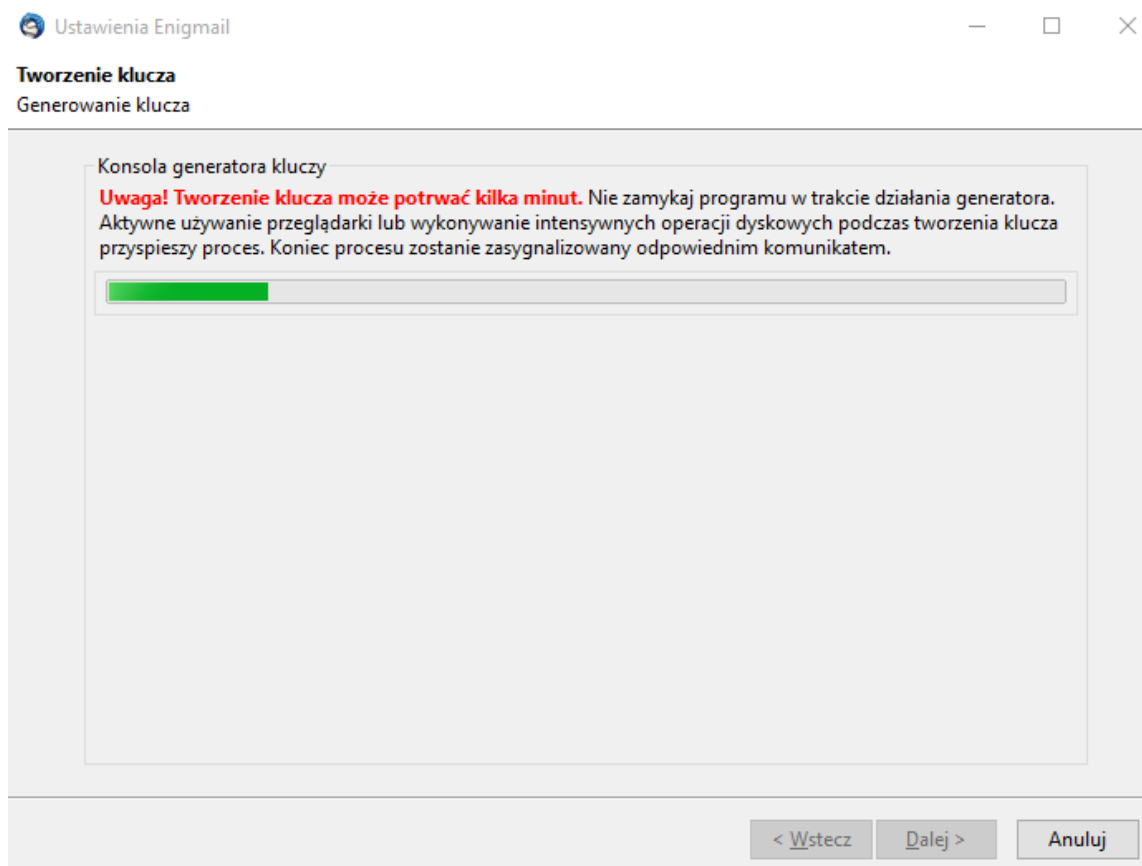 Ustawienia Enigmail
Tworzenie klucza
Generowanie klucza
Konsola generatora kluczy
Uwaga! Tworzenie klucza może potrwać kilka minut. Nie zamykaj programu w trakcie działania generatora.
Aktywne używanie przeglądarki lub wykonywanie intensywnych operacji dyskowych podczas tworzenia klucza
przyspieszy proces. Koniec procesu zostanie zasygnalizowany odpowiednim komunikatem.
< Wstecz Dalej > Anuluj